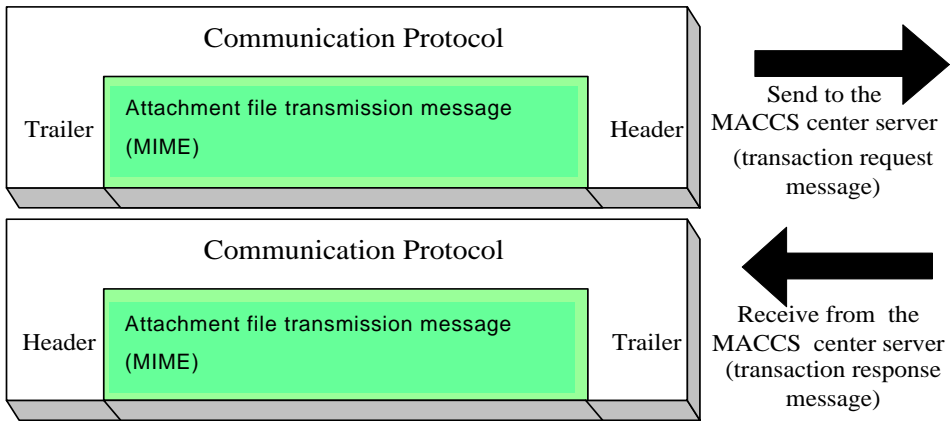 Communication Protocol
Attachment file transmission message
(MIME)
Trailer
Header
Send to the
MACCS center server
(transaction request
message)
Communication Protocol
Attachment file transmission message
(MIME)
Header
Trailer
Receive from the
MACCS center server
(transaction response
message)